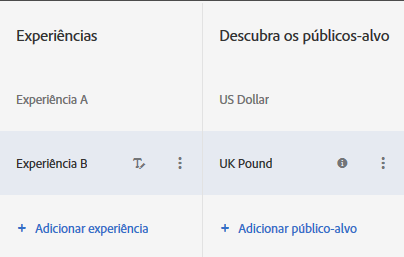 Experiências
Descubra os públicos-alvo
Experiência A
US Dollar
Experiência B
UK Pound
+ Adicionar experiência
+ Adicionar público-alvo